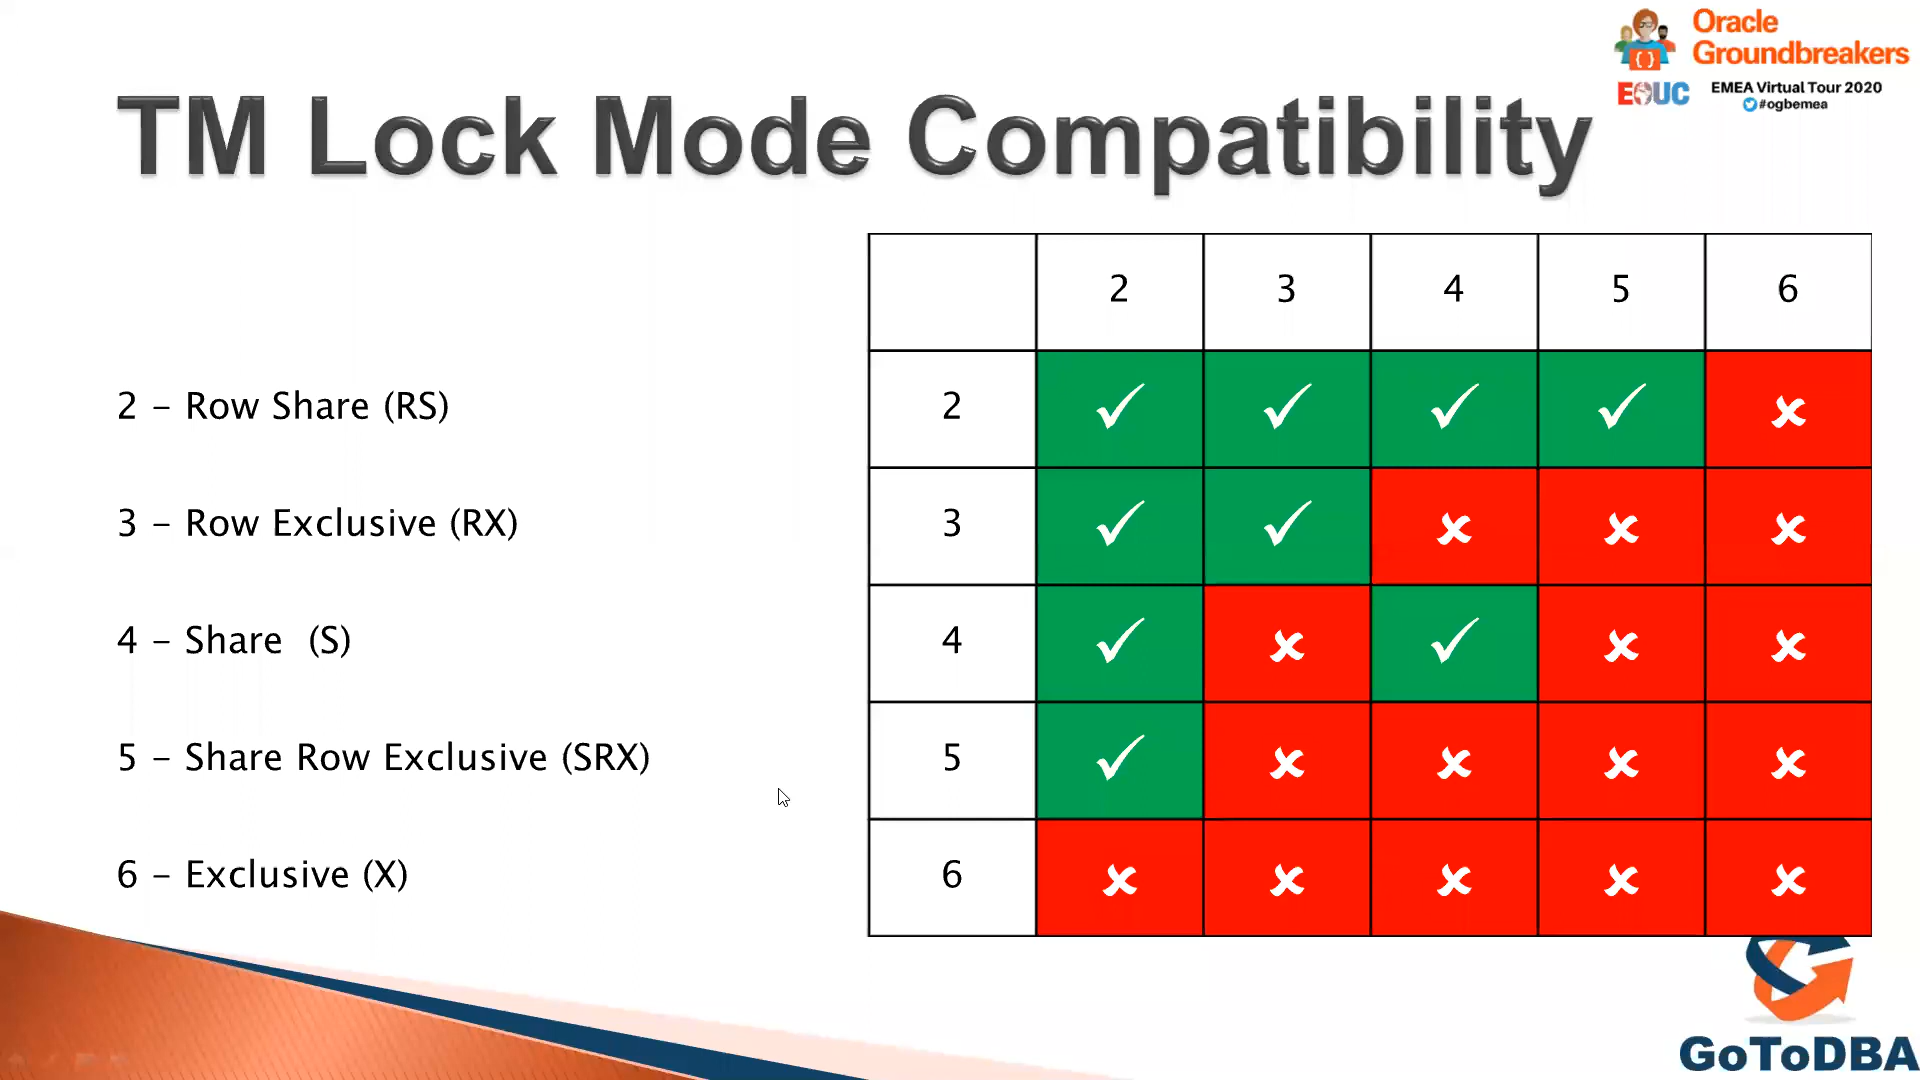 Oracle
Groundbreakers
EOUC
EMEA Virtual Tour 2020
#ogbemea
TM Lock Mode Compatibility
2 3 4 5 6
2 – Row Share (RS)
2 ✓ ✓ ✓ ✓ ✗
3 – Row Exclusive (RX)
3 ✓ ✓ ✗ ✗ ✗
4 – Share (S)
4 ✓ ✗ ✓ ✗ ✗
5 – Share Row Exclusive (SRX)
5 ✓ ✗ ✗ ✗ ✗
6 – Exclusive (X)
6 ✗ ✗ ✗ ✗ ✗
GoToDBA